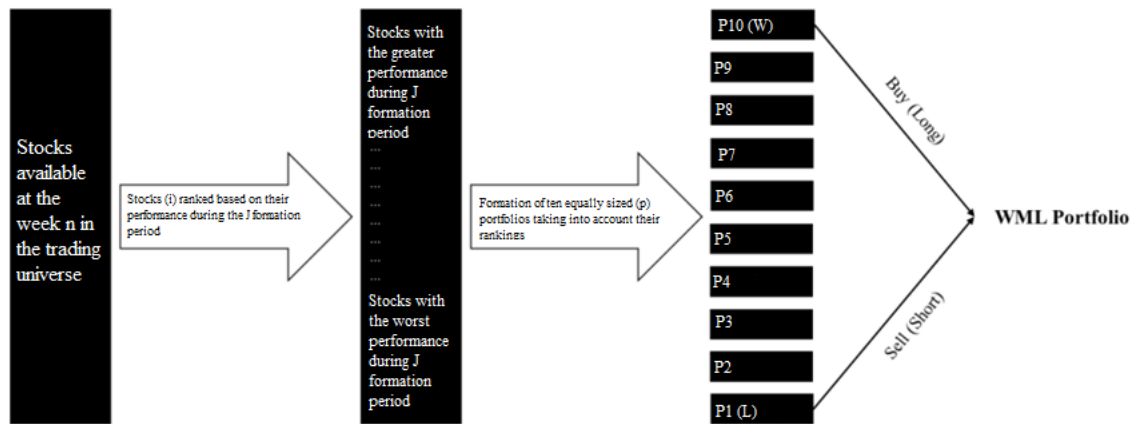 Stocks
available
at the
week n in
the trading
universe
Stocks (i) ranked based on their
performance during the J formation
period
Stocks with
the greater
performance
during J
formation
period
...
...
...
...
...
...
...
...
Stocks with
the worst
performance
during J
formation
period
Formation of ten equally sized (p)
portfolios taking into account their
rankings
P10 (W)
P9
P8
P7
P6
P5
P4
P3
P2
P1 (L)
Buy (Long)
Sell (Short)
WML Portfolio